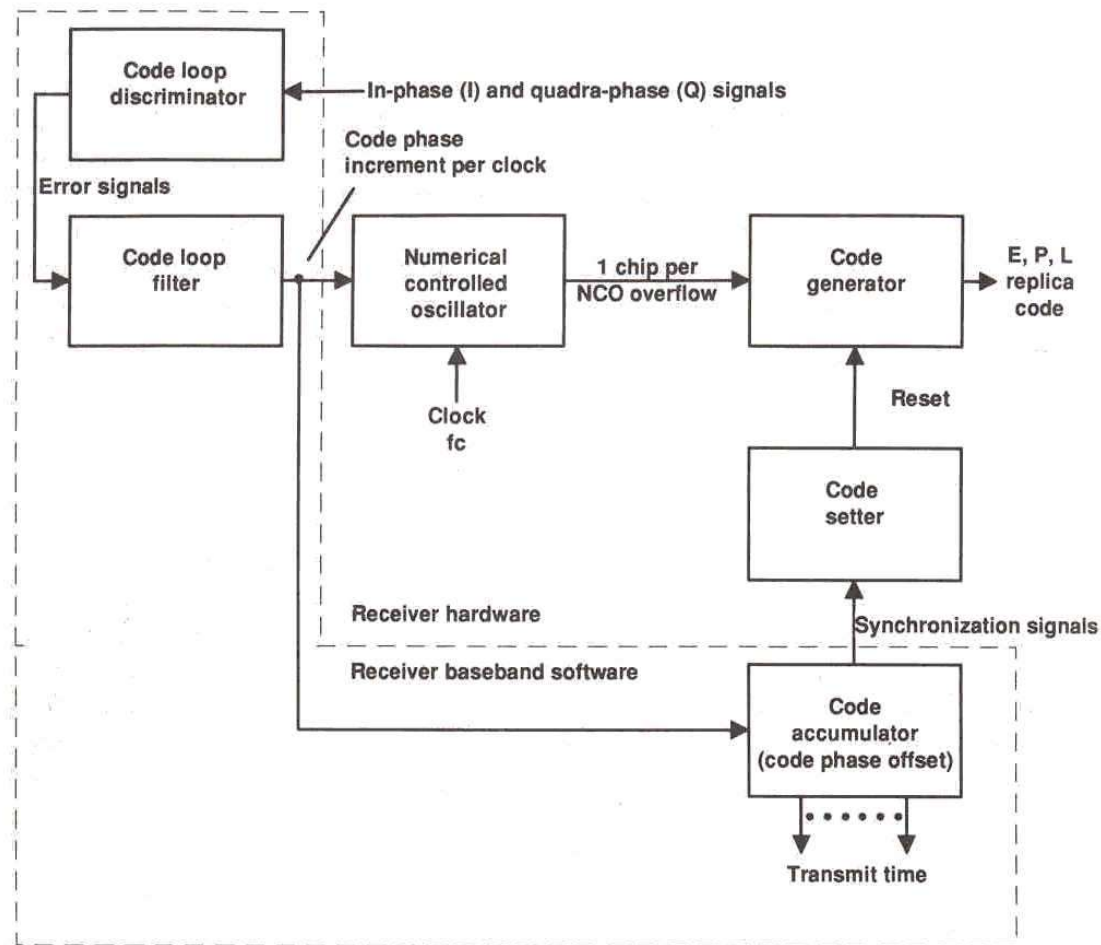 Code loop
discriminator
In-phase (I) and quadra-phase (Q) signals
Code phase
increment per clock
Error signals
Code loop
filter
Numerical
controlled
oscillator
1 chip per
NCO overflow
Code
generator
E, P, L
replica
code
Clock
fc
Reset
Code
setter
Receiver hardware
Synchronization signals
Receiver baseband software
Code
accumulator
(code phase offset)
Transmit time